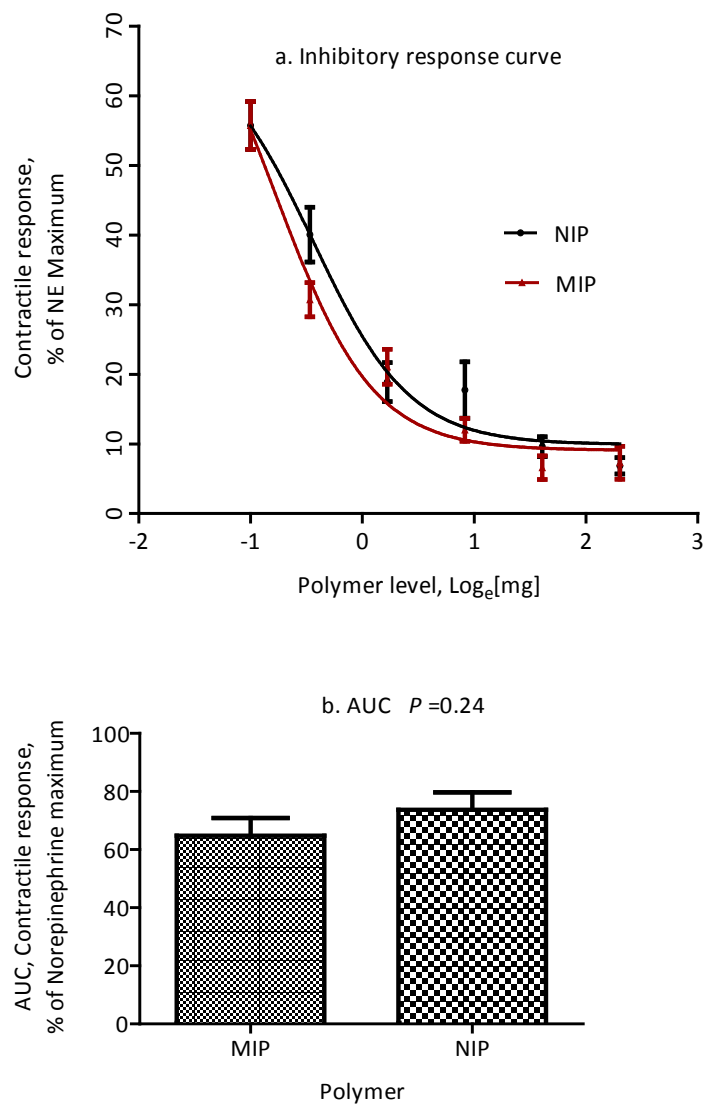 a. Inhibitory response curve
Contractile response,
% of NE Maximum
70
60
50
40
30
20
10
0
NIP
MIP
-2
-1
0
1
2
3
Polymer level, Logₑ[mg]
b. AUC P =0.24
AUC, Contractile response,
% of Norepinephrine maximum
100
80
60
40
20
0
MIP
NIP
Polymer